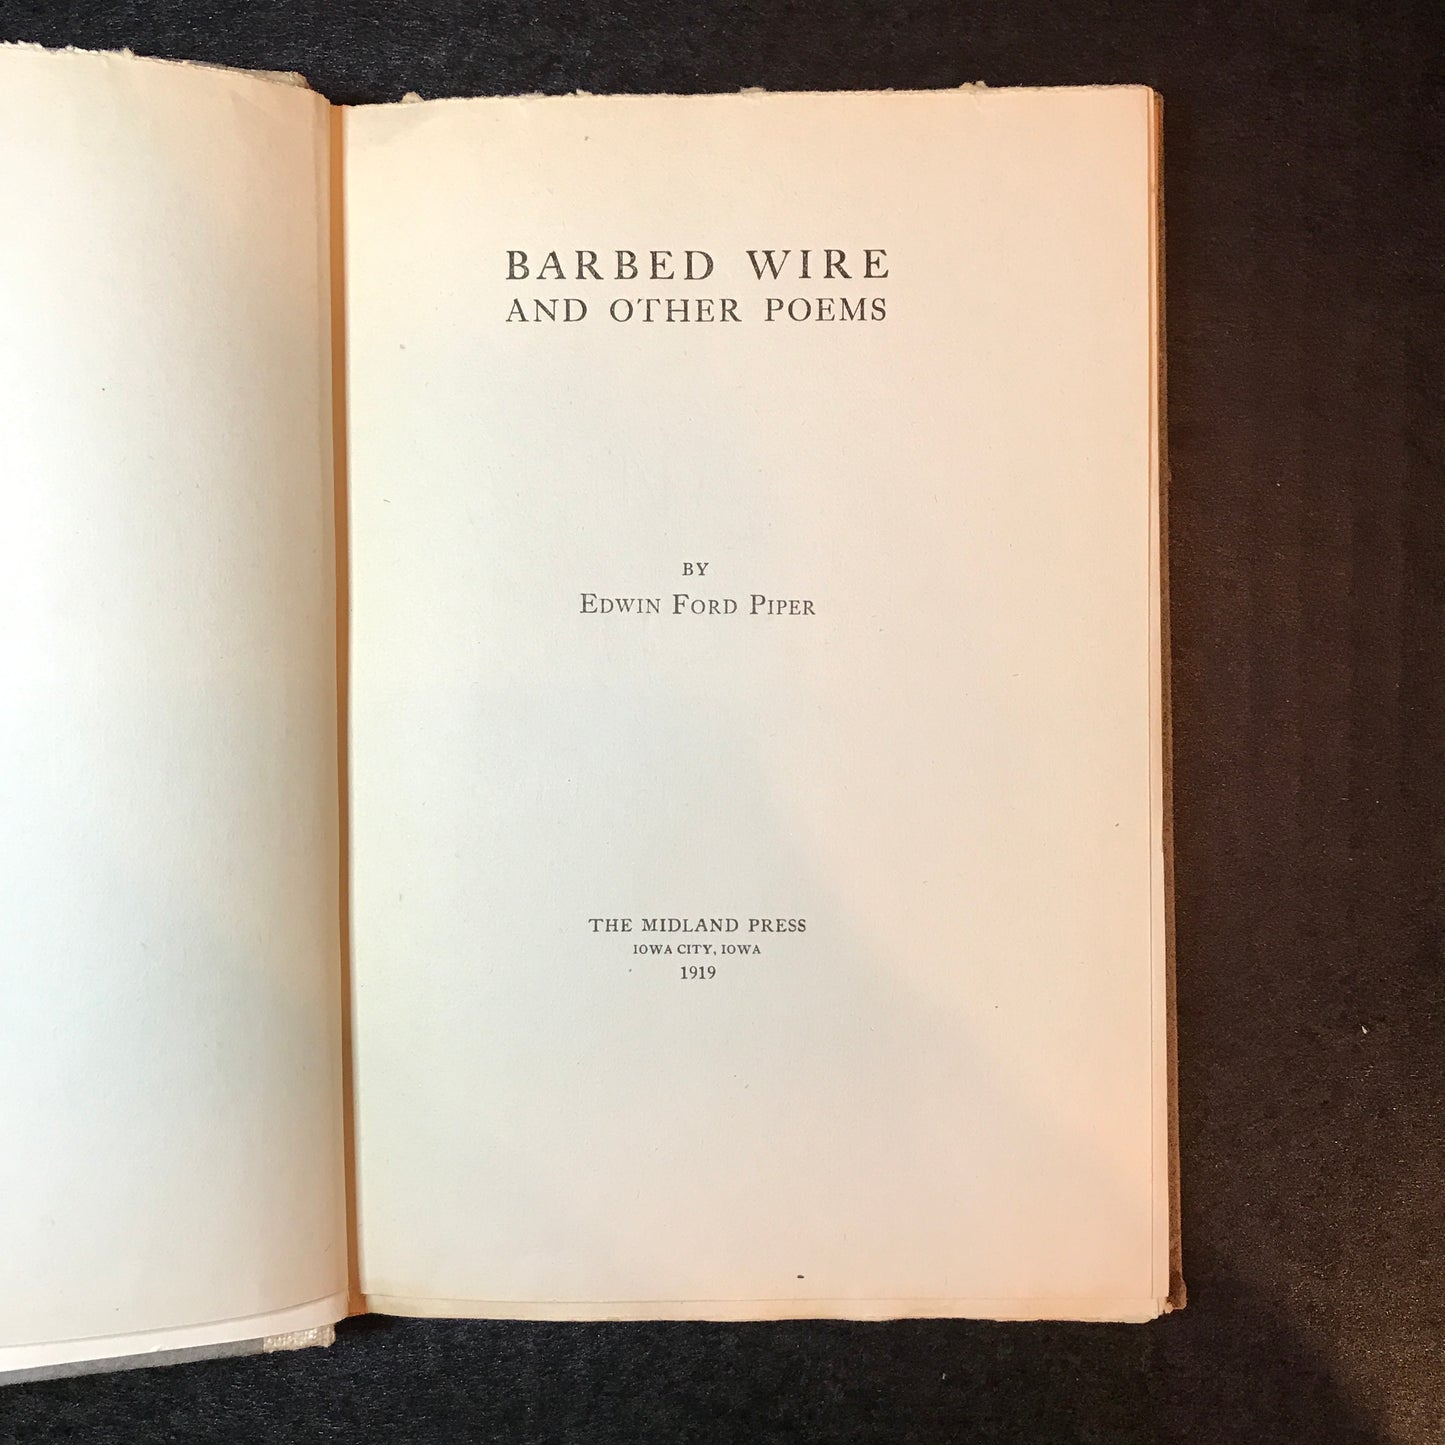 BARBED WIRE
AND OTHER POEMS
BY
EDWIN FORD PIPER
THE MIDLAND PRESS
IOWA CITY, IOWA
1919